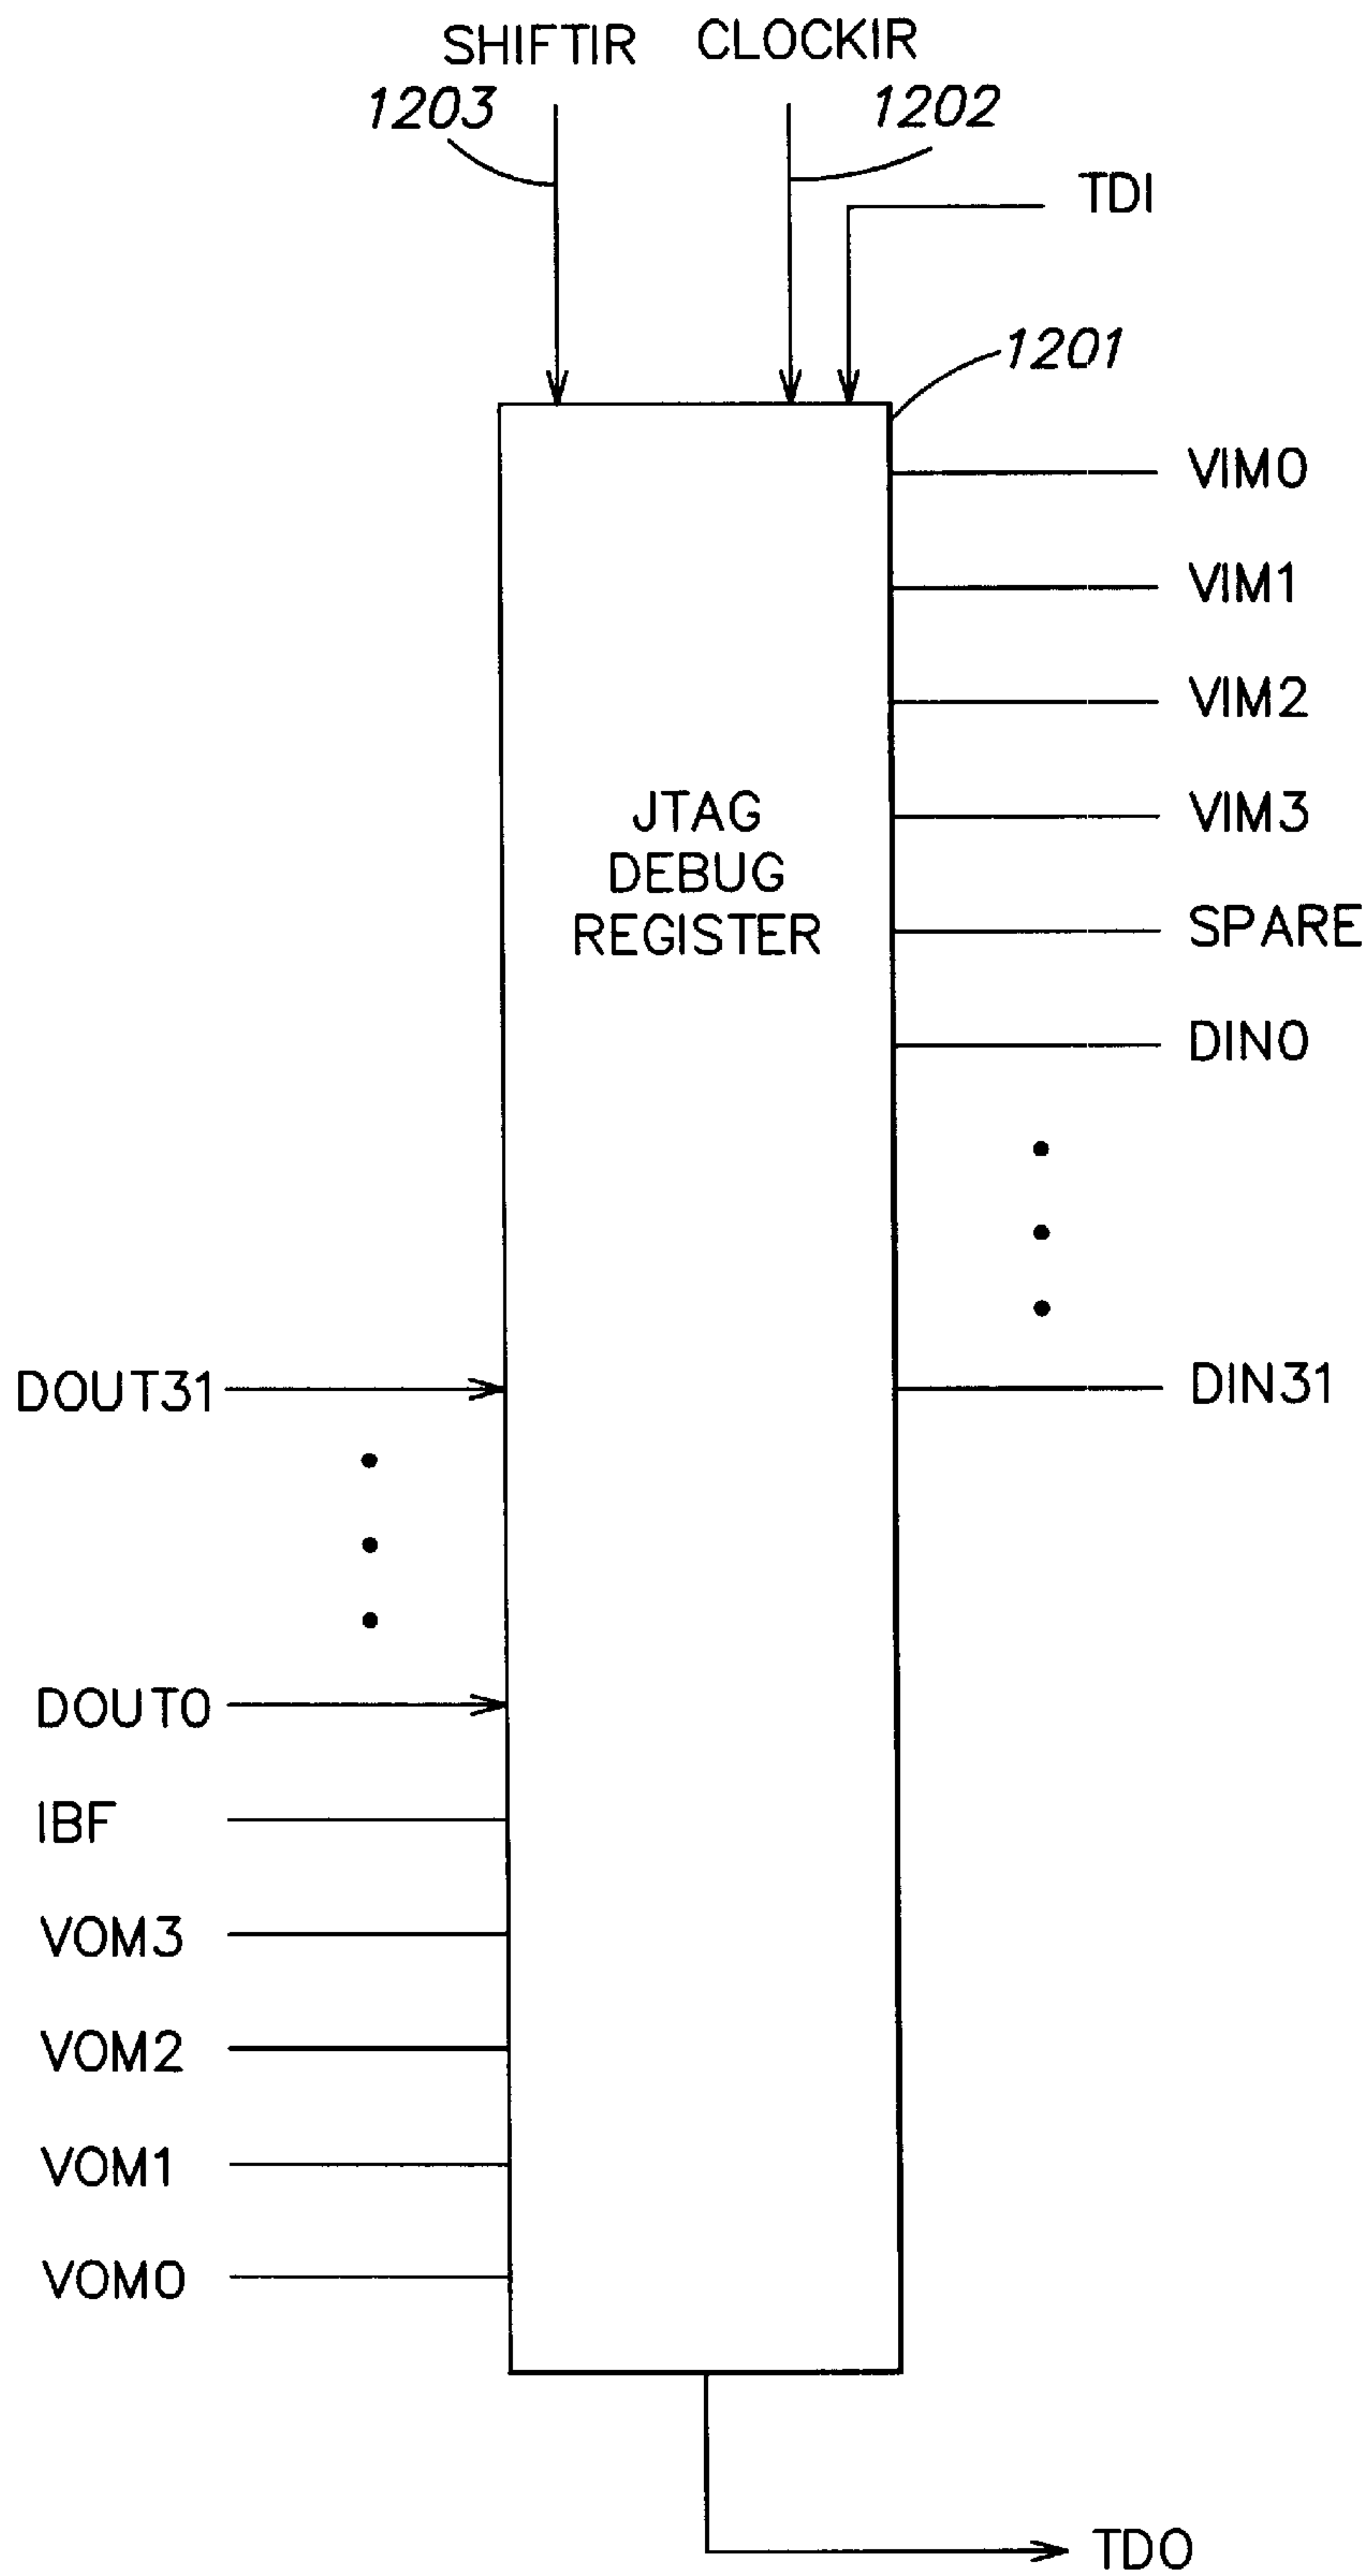 SHIFTIR CLOCKIR
1203 1202
TDI
1201
VIM0
VIM1
VIM2
VIM3
JTAG
DEBUG
REGISTER
SPARE
DIN0
DOUT31
DIN31
DOUT0
IBF
VOM3
VOM2
VOM1
VOM0
TDO